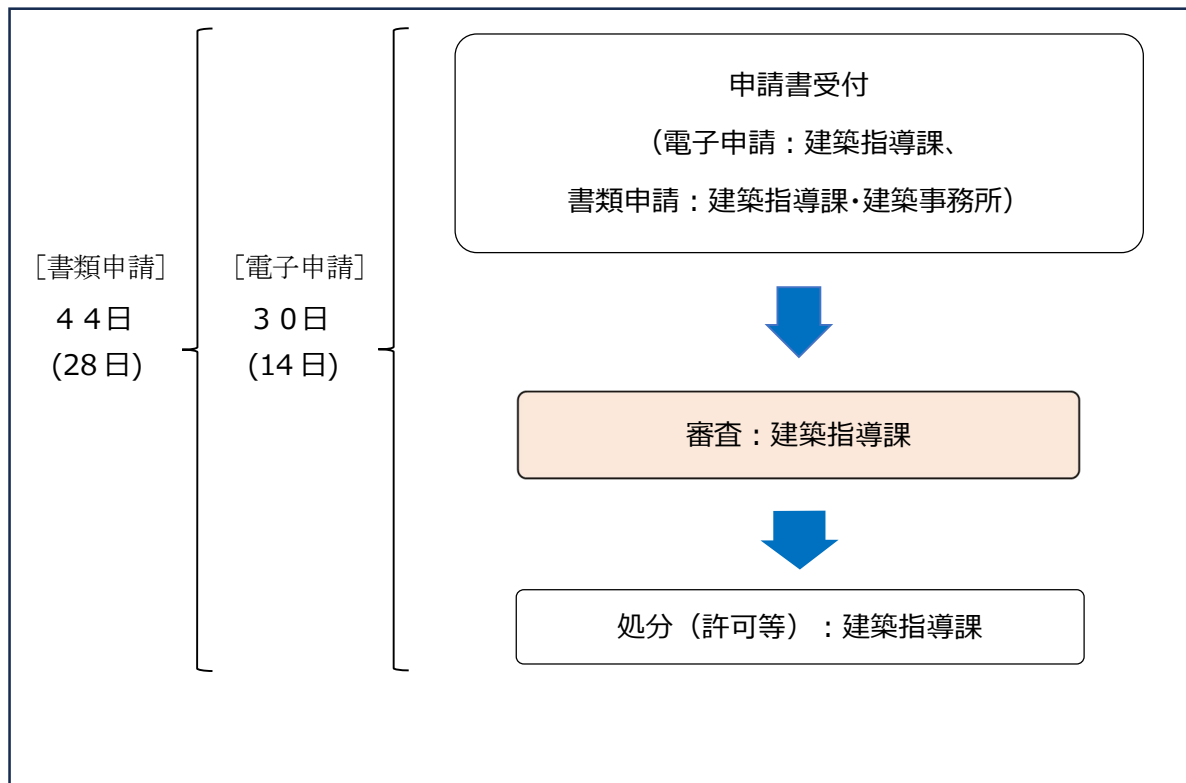 申請書受付
（電子申請：建築指導課、
書類申請：建築指導課・建築事務所）
［書類申請］
４４日
(28日)
［電子申請］
３０日
(14日)
審査：建築指導課
処分（許可等）：建築指導課